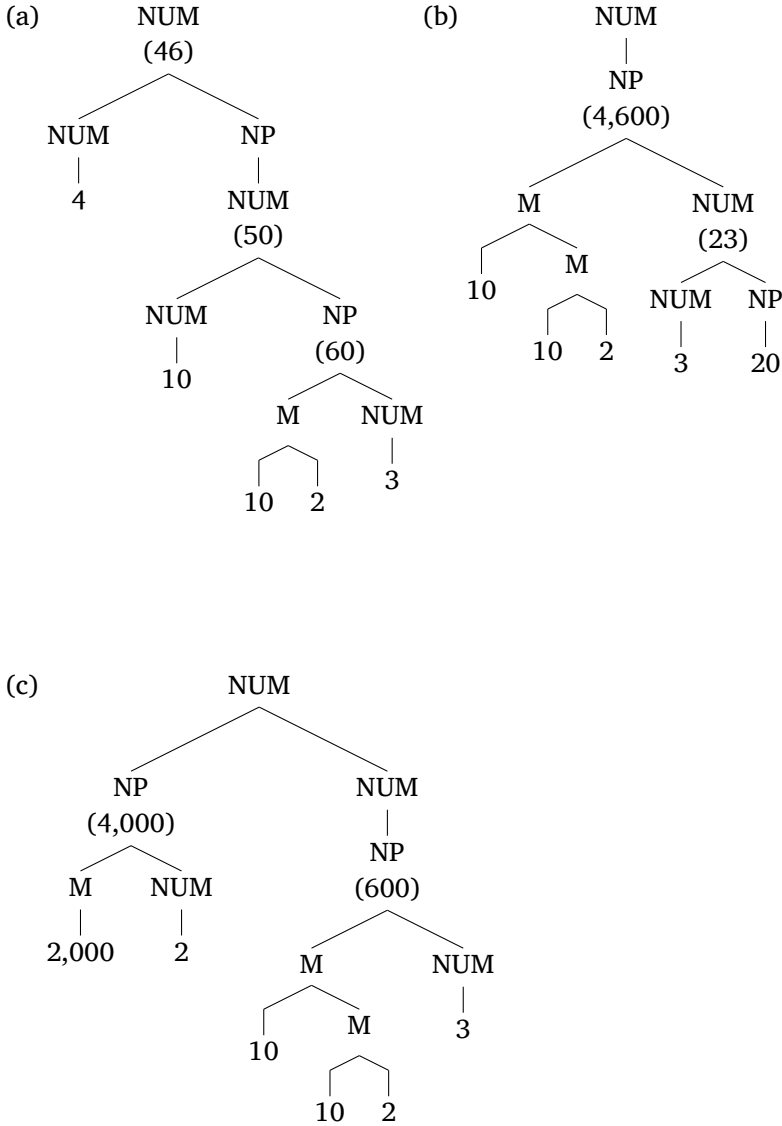 (a) NUM (b) NUM
(46) NP
(4,600)
NUM NP
4 NUM M NUM
(50) (23)
10 M NUM NP
NUM NP 10 2 3 20
(60)
10
M NUM
10 2 3
(c) NUM
NP NUM
(4,000)
NP
M NUM (600)
2,000 2
M NUM
10 M 3
10 2